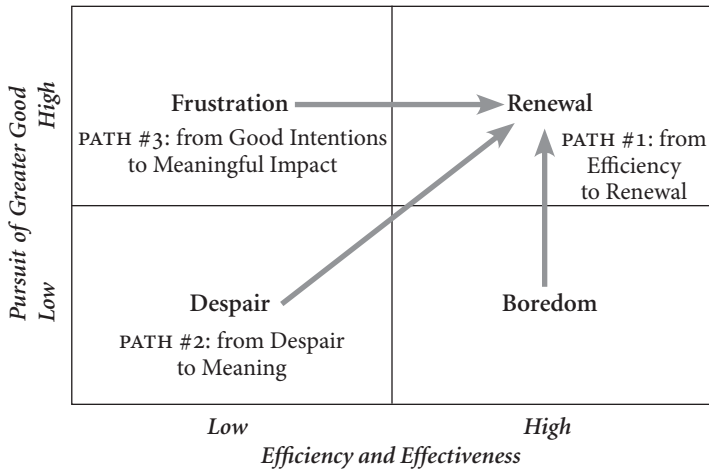 Pursuit of Greater Good
High
Low
Frustration
Renewal
PATH #3: from Good Intentions
to Meaningful Impact
PATH #1: from
Efficiency
to Renewal
Despair
Boredom
PATH #2: from Despair
to Meaning
Low
High
Efficiency and Effectiveness